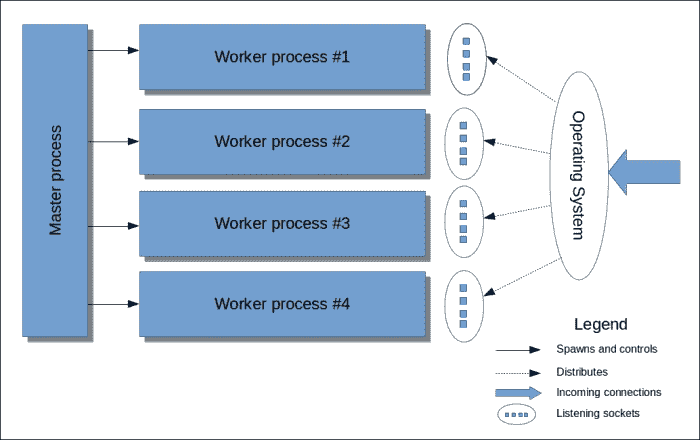 Master process
Worker process #1
Worker process #2
Worker process #3
Worker process #4
Operating System
Legend
Spawns and controls
Distributes
Incoming connections
Listening sockets